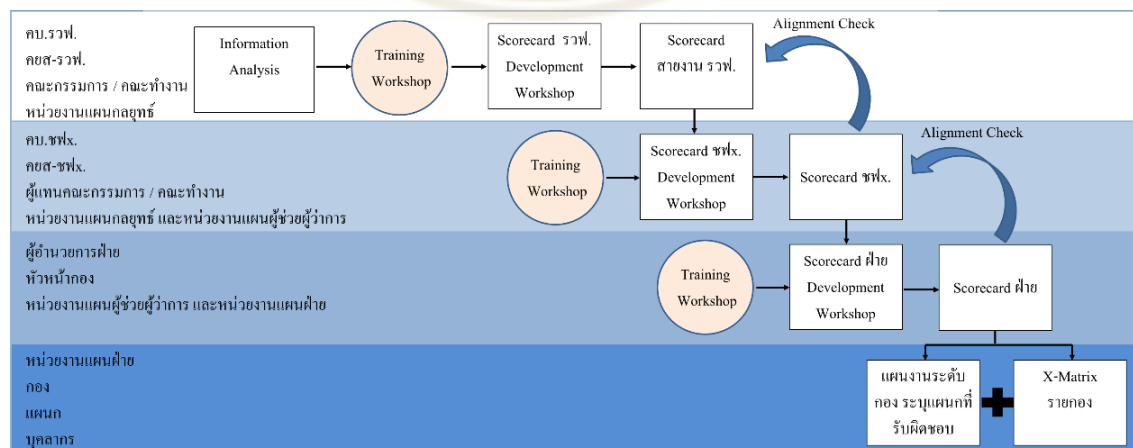 คบ.รวฟ.
คยส-รวฟ.
คณะกรรมการ / คณะทำงาน
หน่วยงานแผนกลยุทธ์
Information
Analysis
Training
Workshop
Scorecard รวฟ.
Development
Workshop
Scorecard
สายงาน รวฟ.
Alignment Check
คบ.ชฟx.
คยส-ชฟx.
ผู้แทนคณะกรรมการ / คณะทำงาน
หน่วยงานแผนกลยุทธ์ และหน่วยงานแผนผู้ช่วยผู้ว่าการ
Training
Workshop
Scorecard ชฟx.
Development
Workshop
Scorecard ชฟx.
Alignment Check
ผู้อำนวยการฝ่าย
หัวหน้ากอง
หน่วยงานแผนผู้ช่วยผู้ว่าการ และหน่วยงานแผนฝ่าย
Training
Workshop
Scorecard ฝ่าย
Development
Workshop
Scorecard ฝ่าย
หน่วยงานแผนฝ่าย
กอง
แผนก
บุคลากร
แผนงานระดับ
กอง ระบุแผนกที่
รับผิดชอบ
X-Matrix
รายกอง